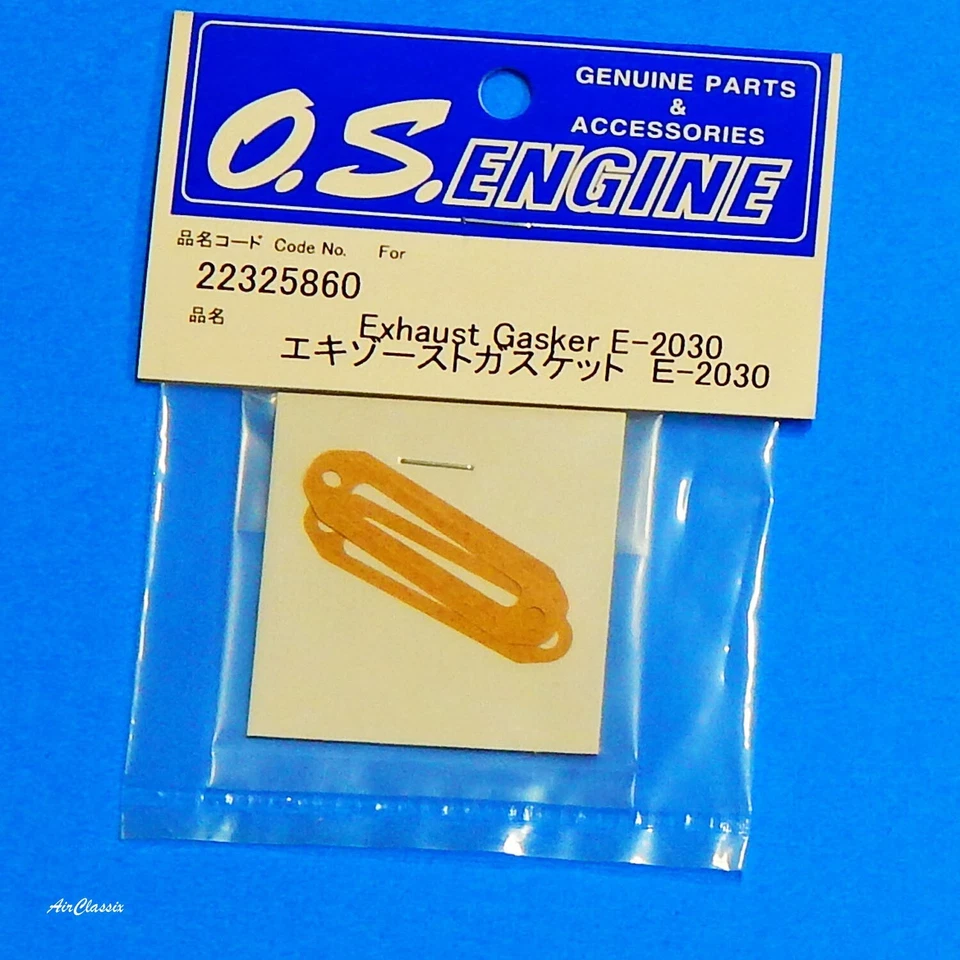 GENUINE PARTS
&
ACCESSORIES
O.S.ENGINE
品名コード Code No. For
22325860
品名
Exhaust Gasker E-2030
エキゾーストガスケット E-2030
AirClassix